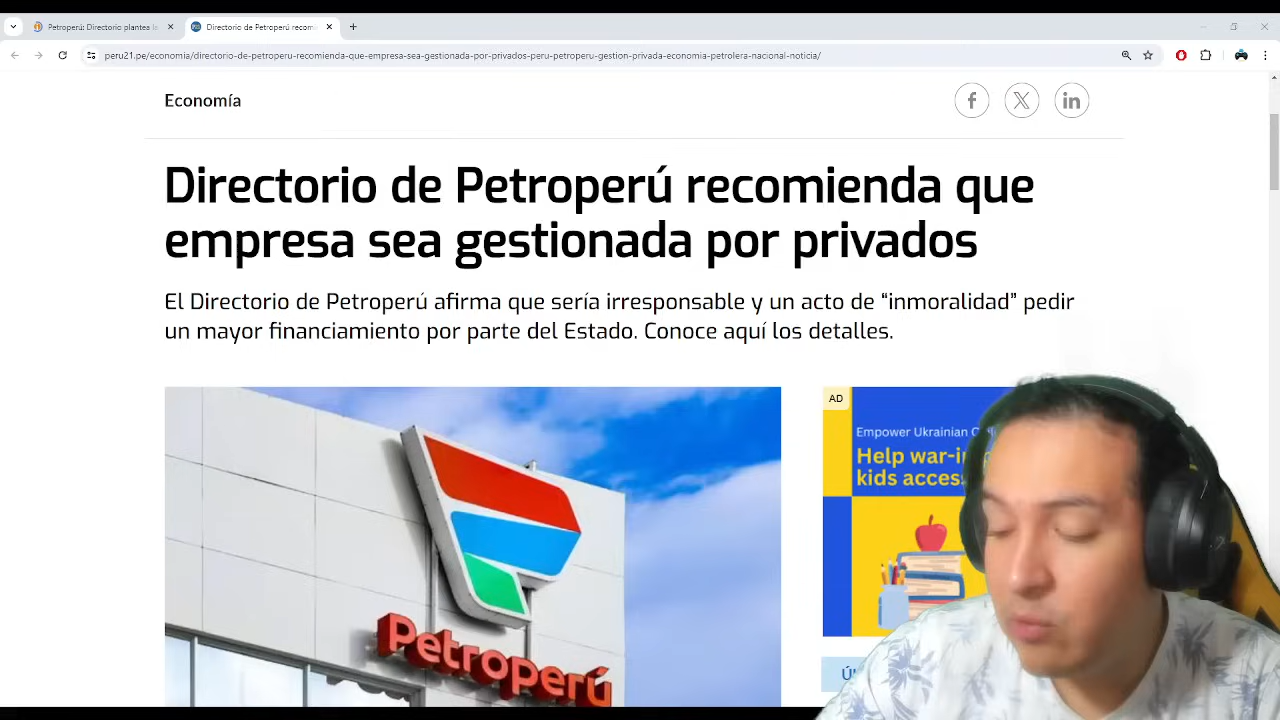 Petroperú: Directorio plantea
Directorio de Petroperú recom
peru21.pe/economia/directorio-de-petroperu-recomienda-que-empresa-sea-gestionada-por-privados-peru-petroperu-gestion-privada-economia-petrolera-nacional-noticia/
Economía
Directorio de Petroperú recomienda que
empresa sea gestionada por privados
El Directorio de Petroperú afirma que sería irresponsable y un acto de “inmoralidad” pedir
un mayor financiamiento por parte del Estado. Conoce aquí los detalles.
AD
Empower Ukrainian
Help war-i
kids acces
Petroperú